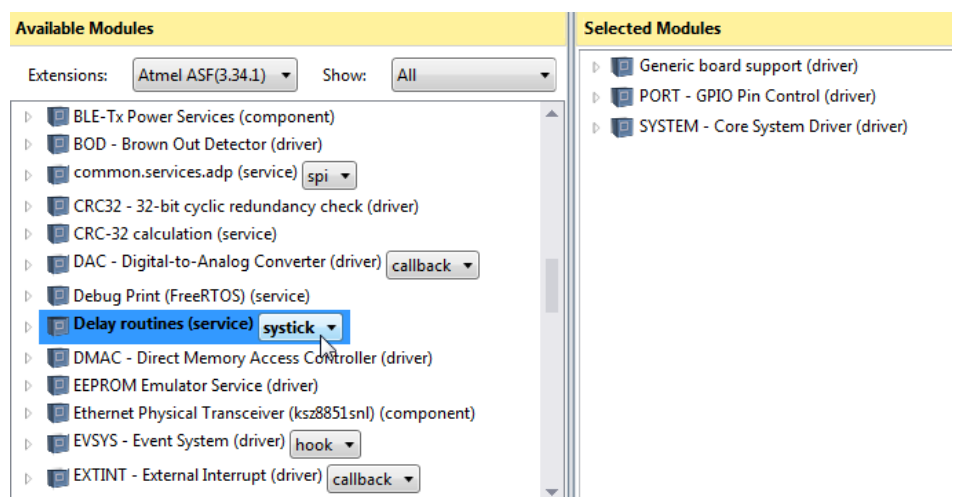 Available Modules
Extensions: Atmel ASF(3.34.1) Show: All
BLE-Tx Power Services (component)
BOD - Brown Out Detector (driver)
common.services.adp (service) spi
CRC32 - 32-bit cyclic redundancy check (driver)
CRC-32 calculation (service)
DAC - Digital-to-Analog Converter (driver) callback
Debug Print (FreeRTOS) (service)
Delay routines (service) systick
DMAC - Direct Memory Access Controller (driver)
EEPROM Emulator Service (driver)
Ethernet Physical Transceiver (ksz8851snl) (component)
EVSYS - Event System (driver) hook
EXTINT - External Interrupt (driver) callback
Selected Modules
Generic board support (driver)
PORT - GPIO Pin Control (driver)
SYSTEM - Core System Driver (driver)